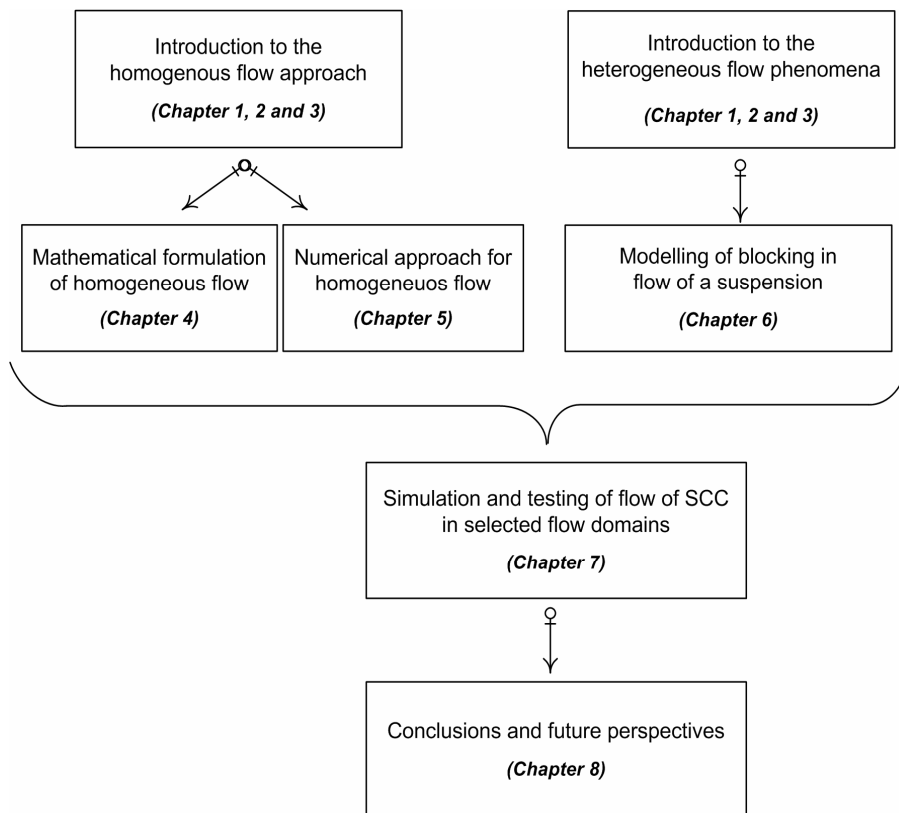 Introduction to the
homogenous flow approach
(Chapter 1, 2 and 3)
Introduction to the
heterogeneous flow phenomena
(Chapter 1, 2 and 3)
Mathematical formulation
of homogeneous flow
(Chapter 4)
Numerical approach for
homogeneuos flow
(Chapter 5)
Modelling of blocking in
flow of a suspension
(Chapter 6)
Simulation and testing of flow of SCC
in selected flow domains
(Chapter 7)
Conclusions and future perspectives
(Chapter 8)